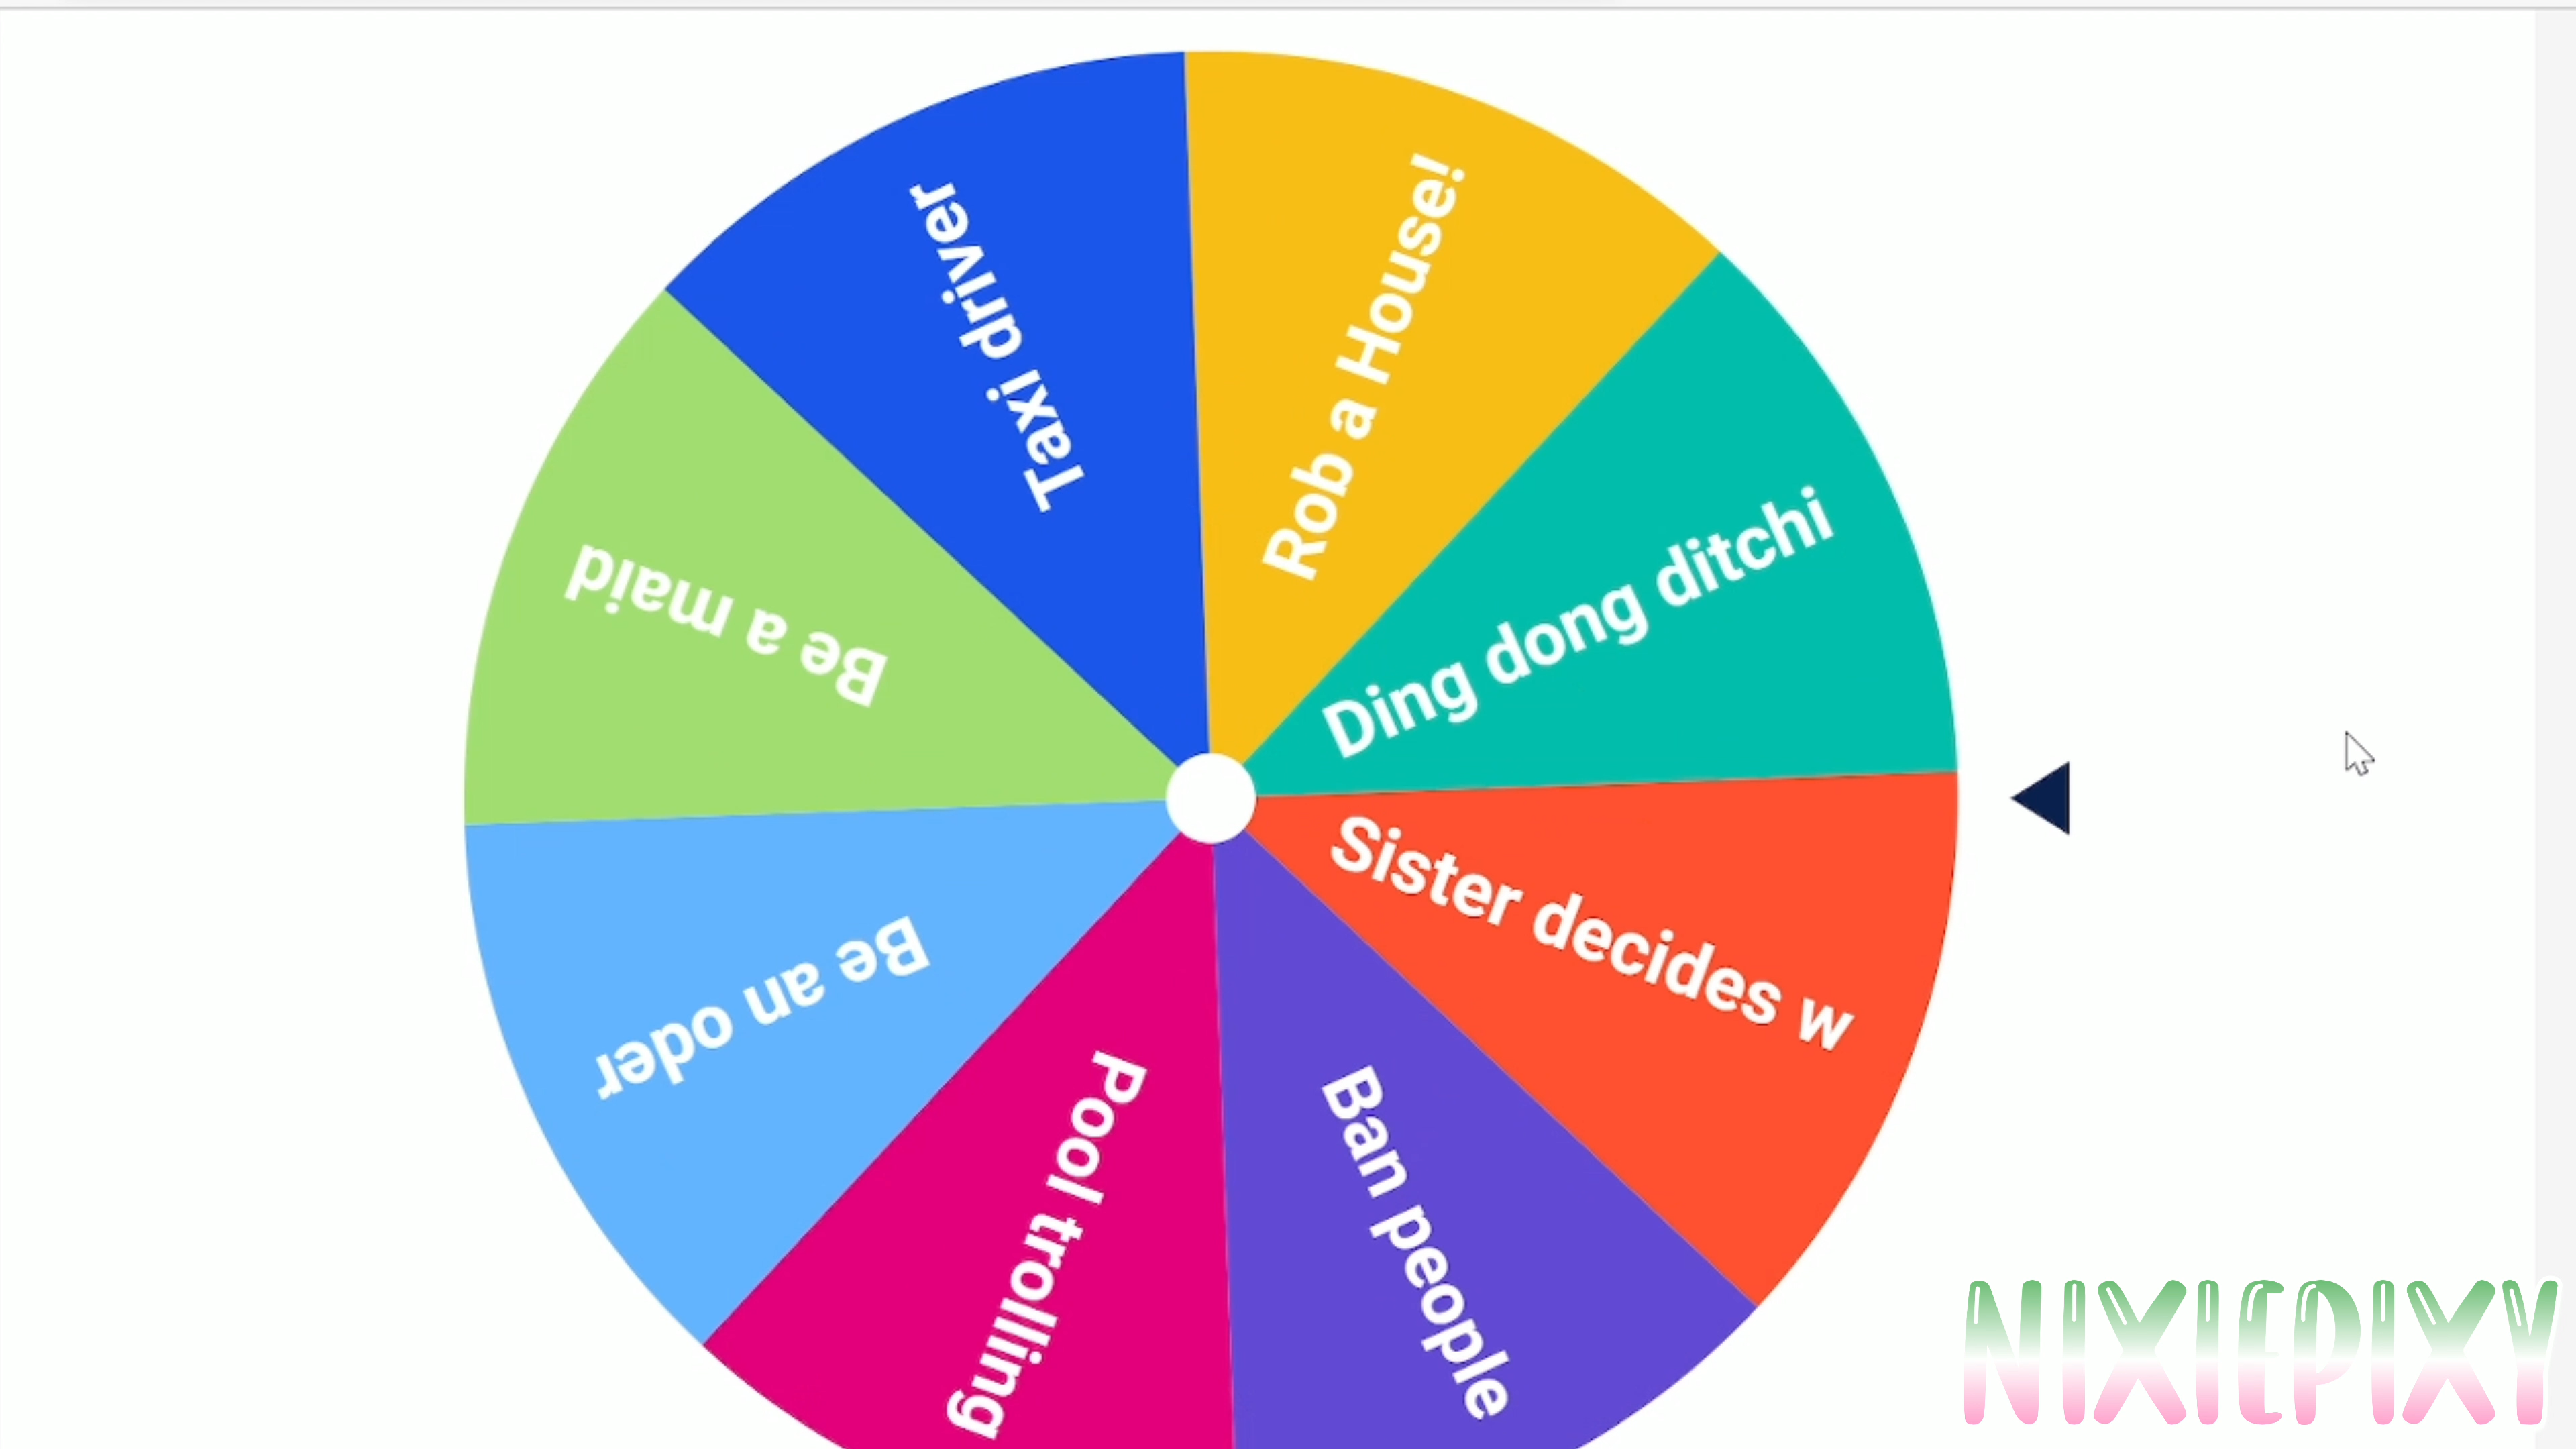 Taxi driver
Rob a House!
Ding dong ditchi
Sister decides w
Ban people
Pool trolling
Be an oder
Be a maid
NIXIEPIXY